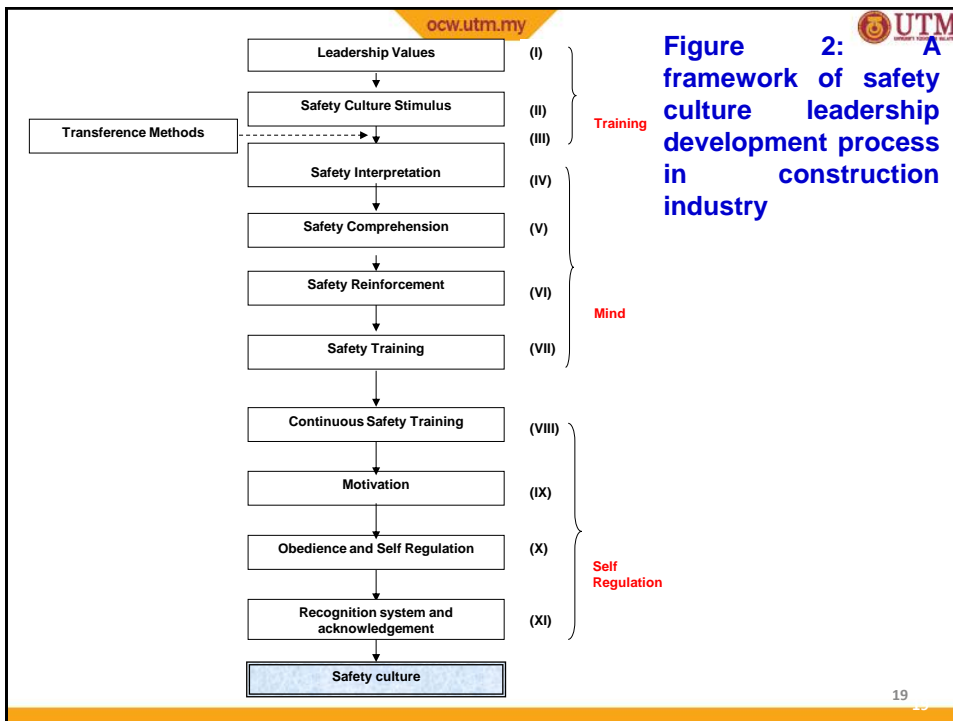 ocw.utm.my
UTM
Figure 2: A
framework of safety
culture leadership
development process
in construction
industry
Leadership Values
(I)
Safety Culture Stimulus
(II)
Transference Methods
(III)
Training
Safety Interpretation
(IV)
Safety Comprehension
(V)
Safety Reinforcement
(VI)
Mind
Safety Training
(VII)
Continuous Safety Training
(VIII)
Motivation
(IX)
Obedience and Self Regulation
(X)
Self
Regulation
Recognition system and
acknowledgement
(XI)
Safety culture
19